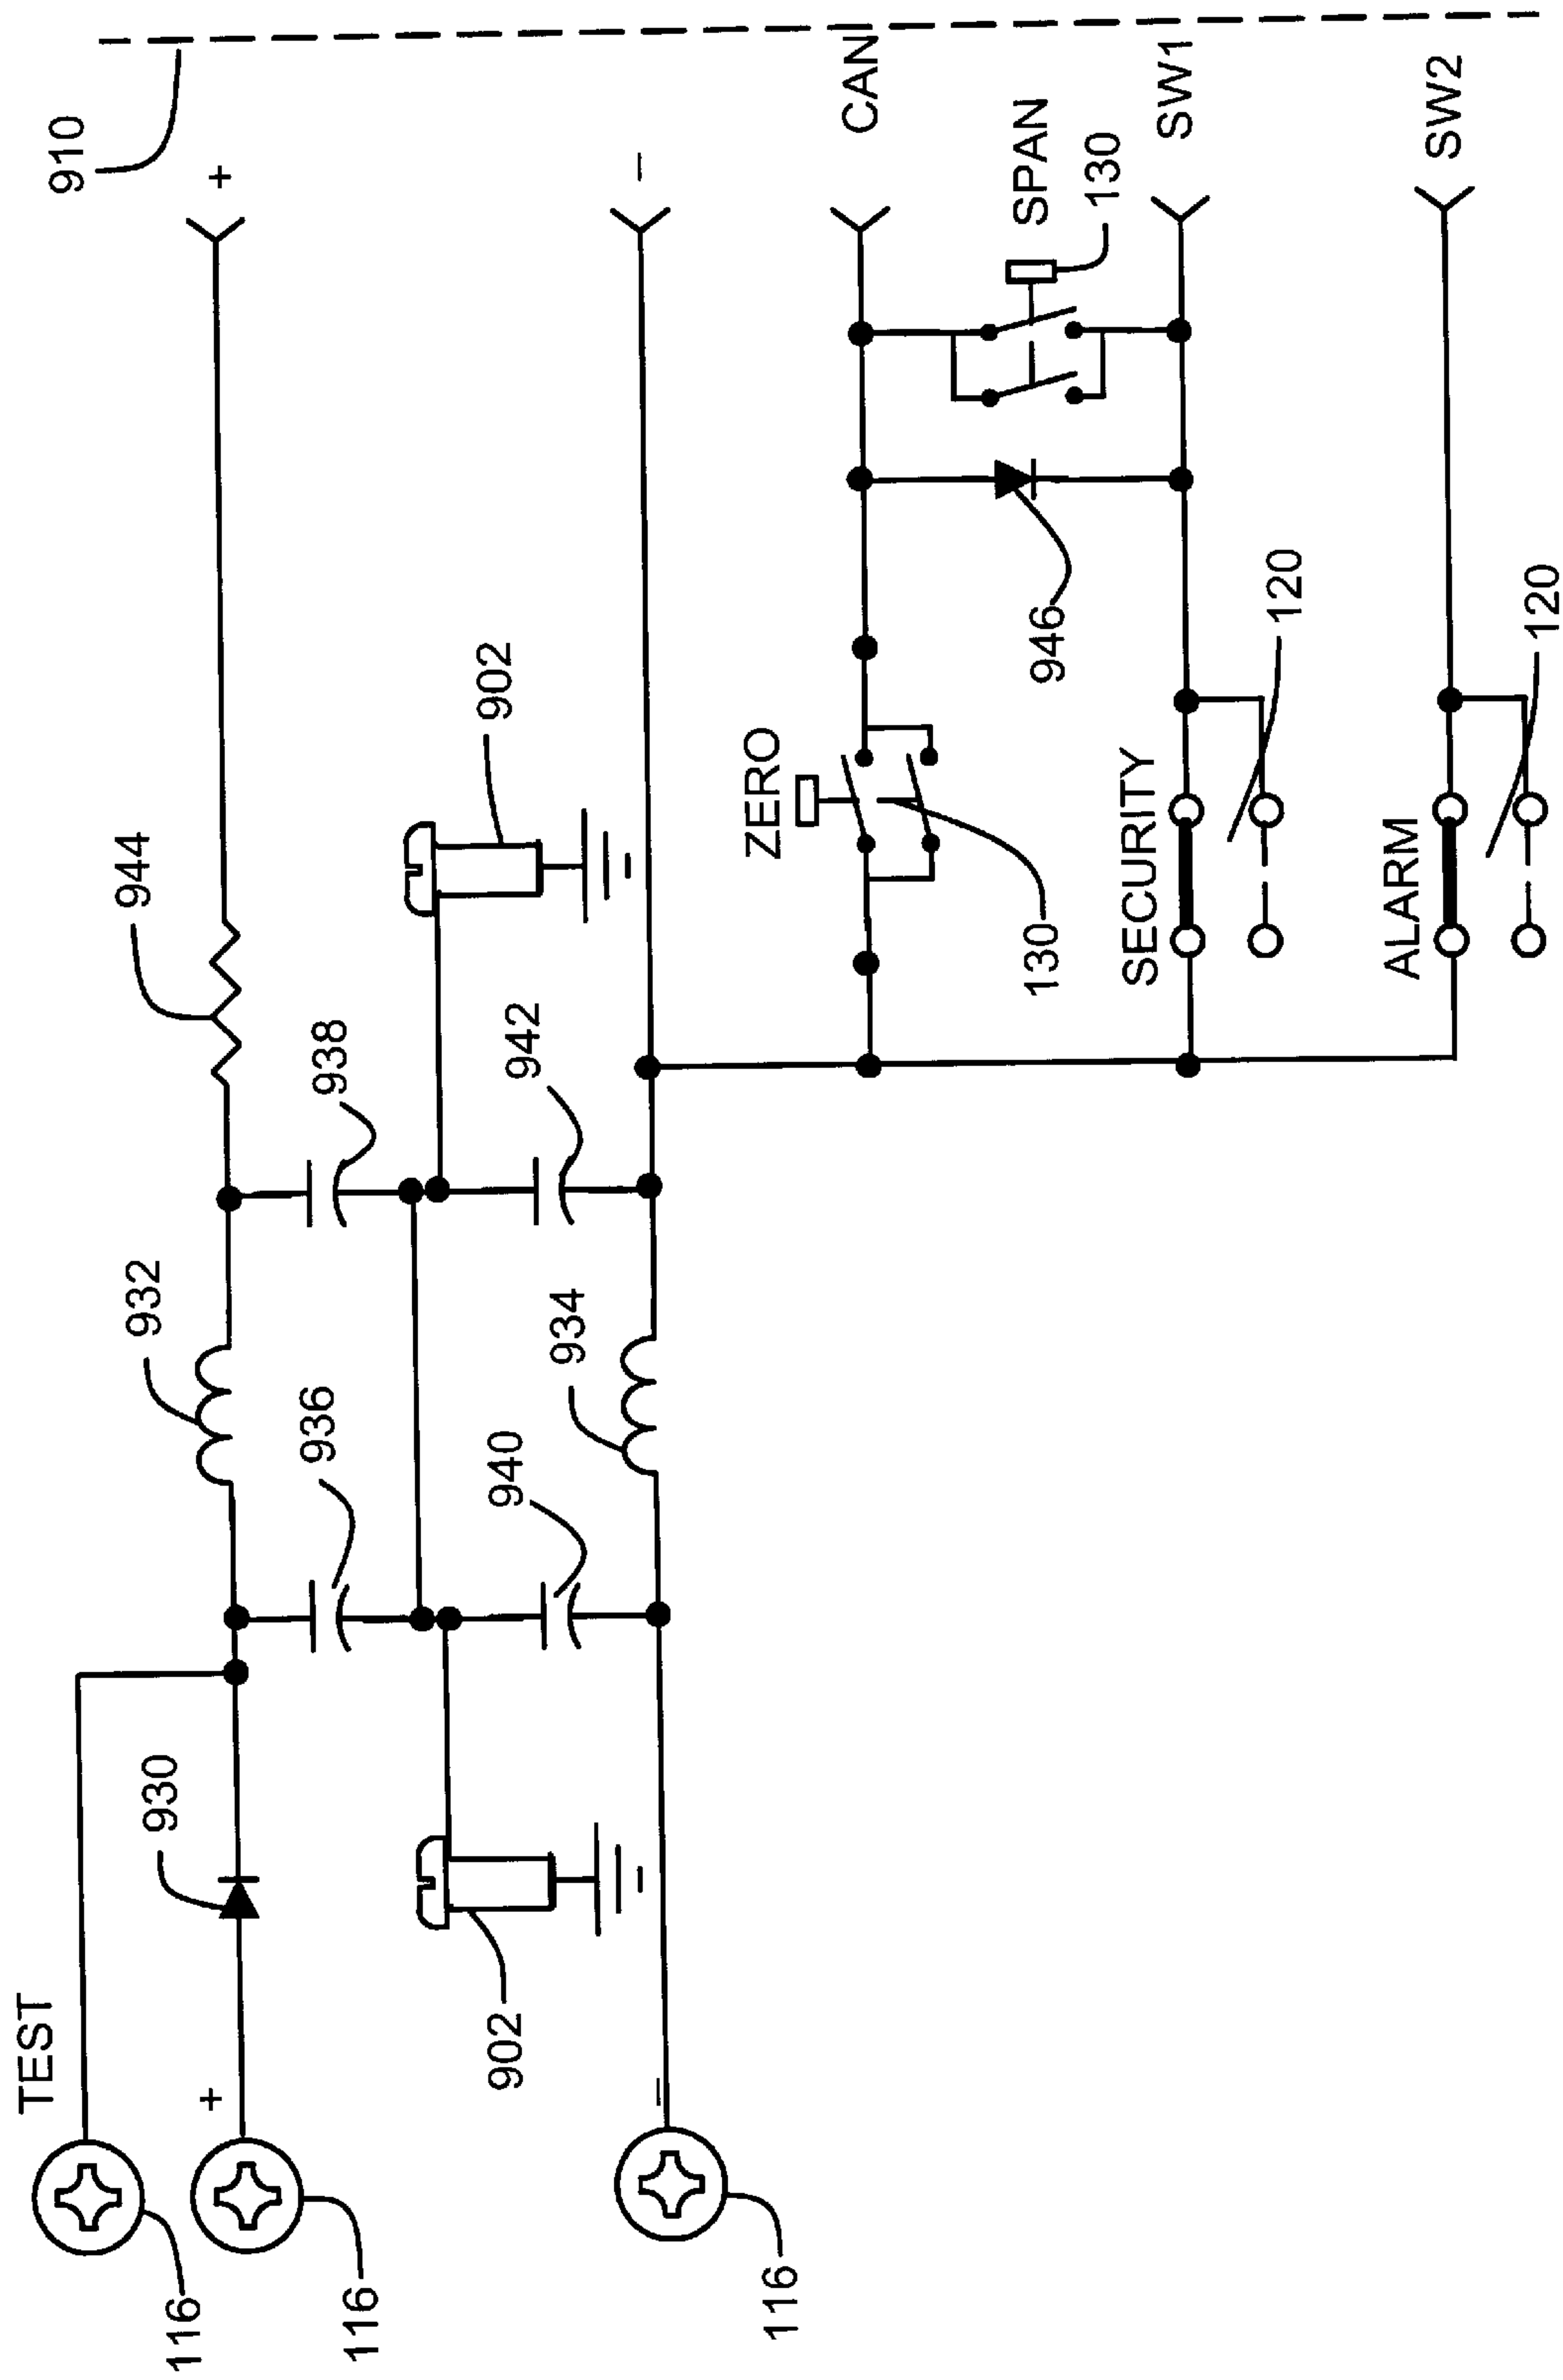 TEST
910
944
932
930
116
+
+
938
936
116
902
942
940
902
934
−
−
ZERO
116
CAN
SPAN
130
946
130
SECURITY
SW1
120
ALARM
SW2
120